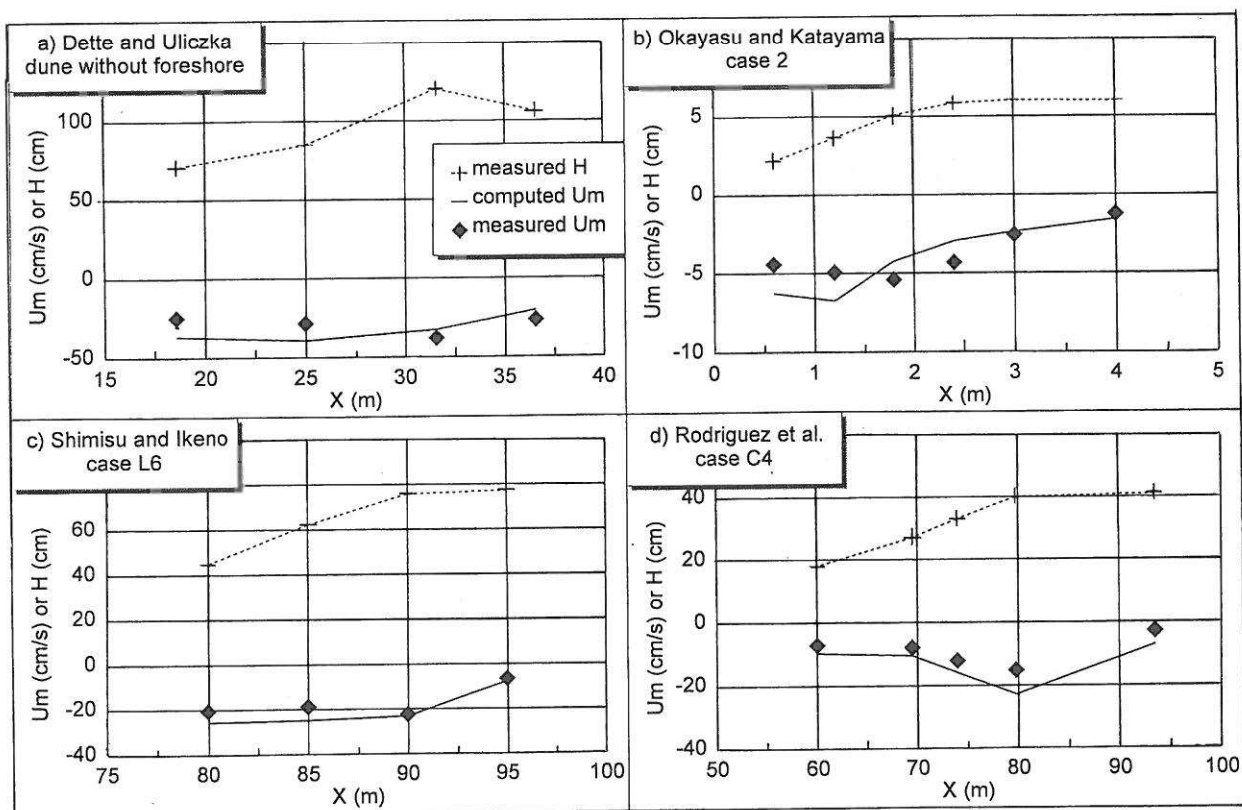 a) Dette and Uliczka
dune without foreshore
Um (cm/s) or H (cm)
100
50
0
-50
15 20 25 30 35 40
X (m)
measured H
computed Um
measured Um
b) Okayasu and Katayama
case 2
Um (cm/s) or H (cm)
5
0
-5
-10
0 1 2 3 4 5
X (m)
c) Shimisu and Ikeno
case L6
Um (cm/s) or H (cm)
60
40
20
0
-20
-40
75 80 85 90 95 100
X (m)
d) Rodriguez et al.
case C4
Um (cm/s) or H (cm)
40
20
0
-20
-40
50 60 70 80 90 100
X (m)